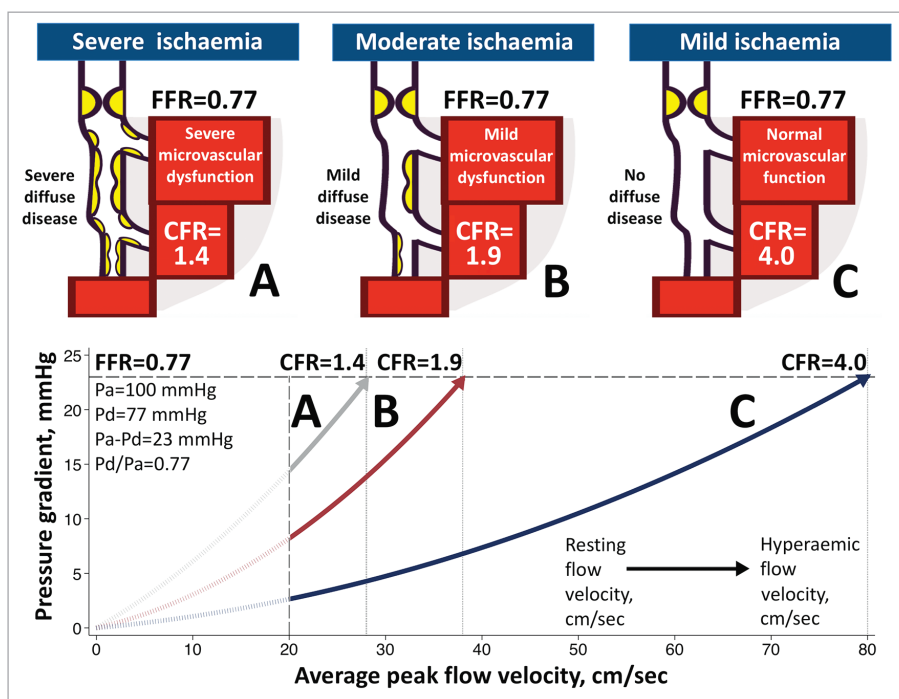 Severe ischaemia
FFR=0.77
Severe
microvascular
dysfunction
Severe
diffuse
disease
CFR=
1.4
A
Moderate ischaemia
FFR=0.77
Mild
microvascular
dysfunction
Mild
diffuse
disease
CFR=
1.9
B
Mild ischaemia
FFR=0.77
Normal
microvascular
function
No
diffuse
disease
CFR=
4.0
C
Pressure gradient, mmHg
25
20
15
10
5
0
FFR=0.77
CFR=1.4
CFR=1.9
CFR=4.0
Pa=100 mmHg
Pd=77 mmHg
Pa-Pd=23 mmHg
Pd/Pa=0.77
A
B
C
Resting
flow
velocity,
cm/sec
Hyperaemic
flow
velocity,
cm/sec
0
10
20
30
40
50
60
70
80
Average peak flow velocity, cm/sec